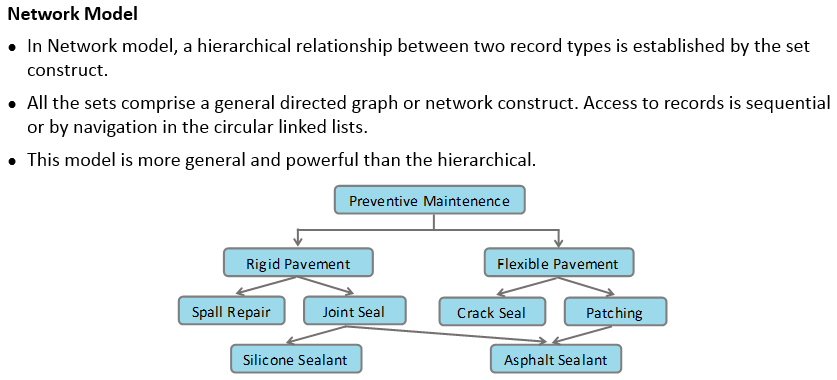 Network Model
• In Network model, a hierarchical relationship between two record types is established by the set
construct.
• All the sets comprise a general directed graph or network construct. Access to records is sequential
or by navigation in the circular linked lists.
• This model is more general and powerful than the hierarchical.
Preventive Maintenence
Rigid Pavement
Flexible Pavement
Spall Repair
Joint Seal
Crack Seal
Patching
Silicone Sealant
Asphalt Sealant